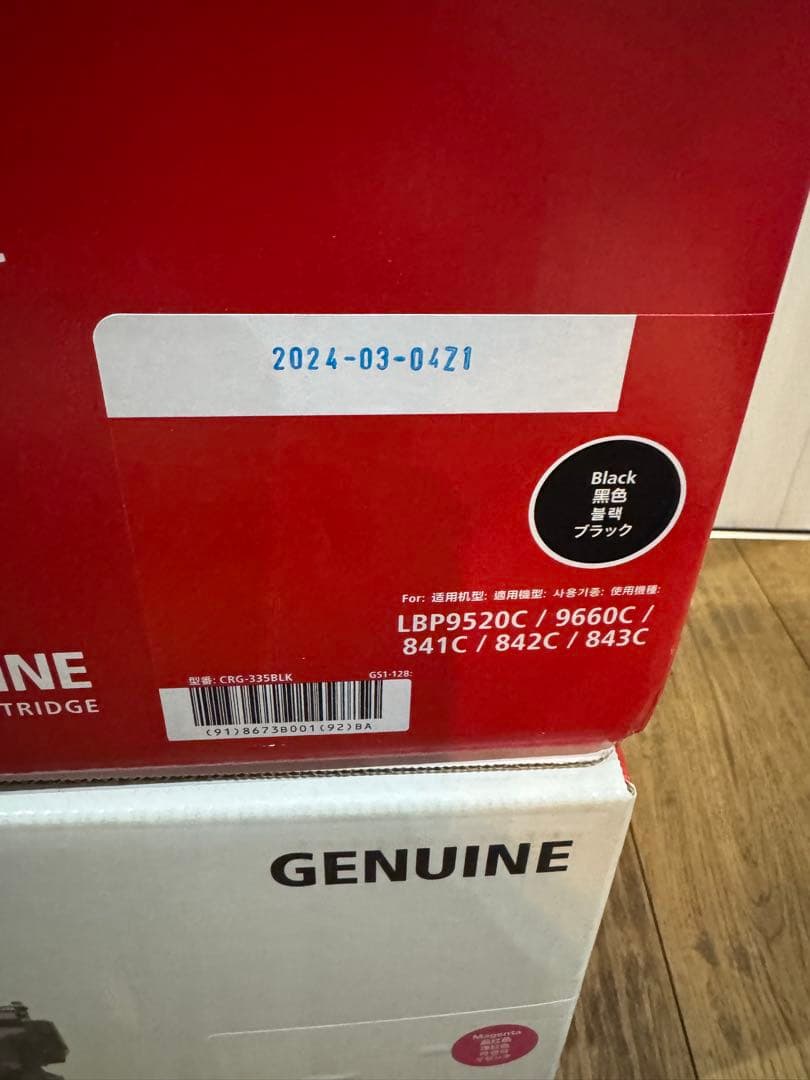 2024-03-04Z1
Black
黑色
블랙
ブラック
For: 适用机型: 適用機型: 사용기종: 使用機種:
LBP9520C / 9660C /
841C / 842C / 843C
INE
TRIDGE
型番: CRG-335BLK GS1-128:
(91)8673B001(92)BA
GENUINE
Magenta